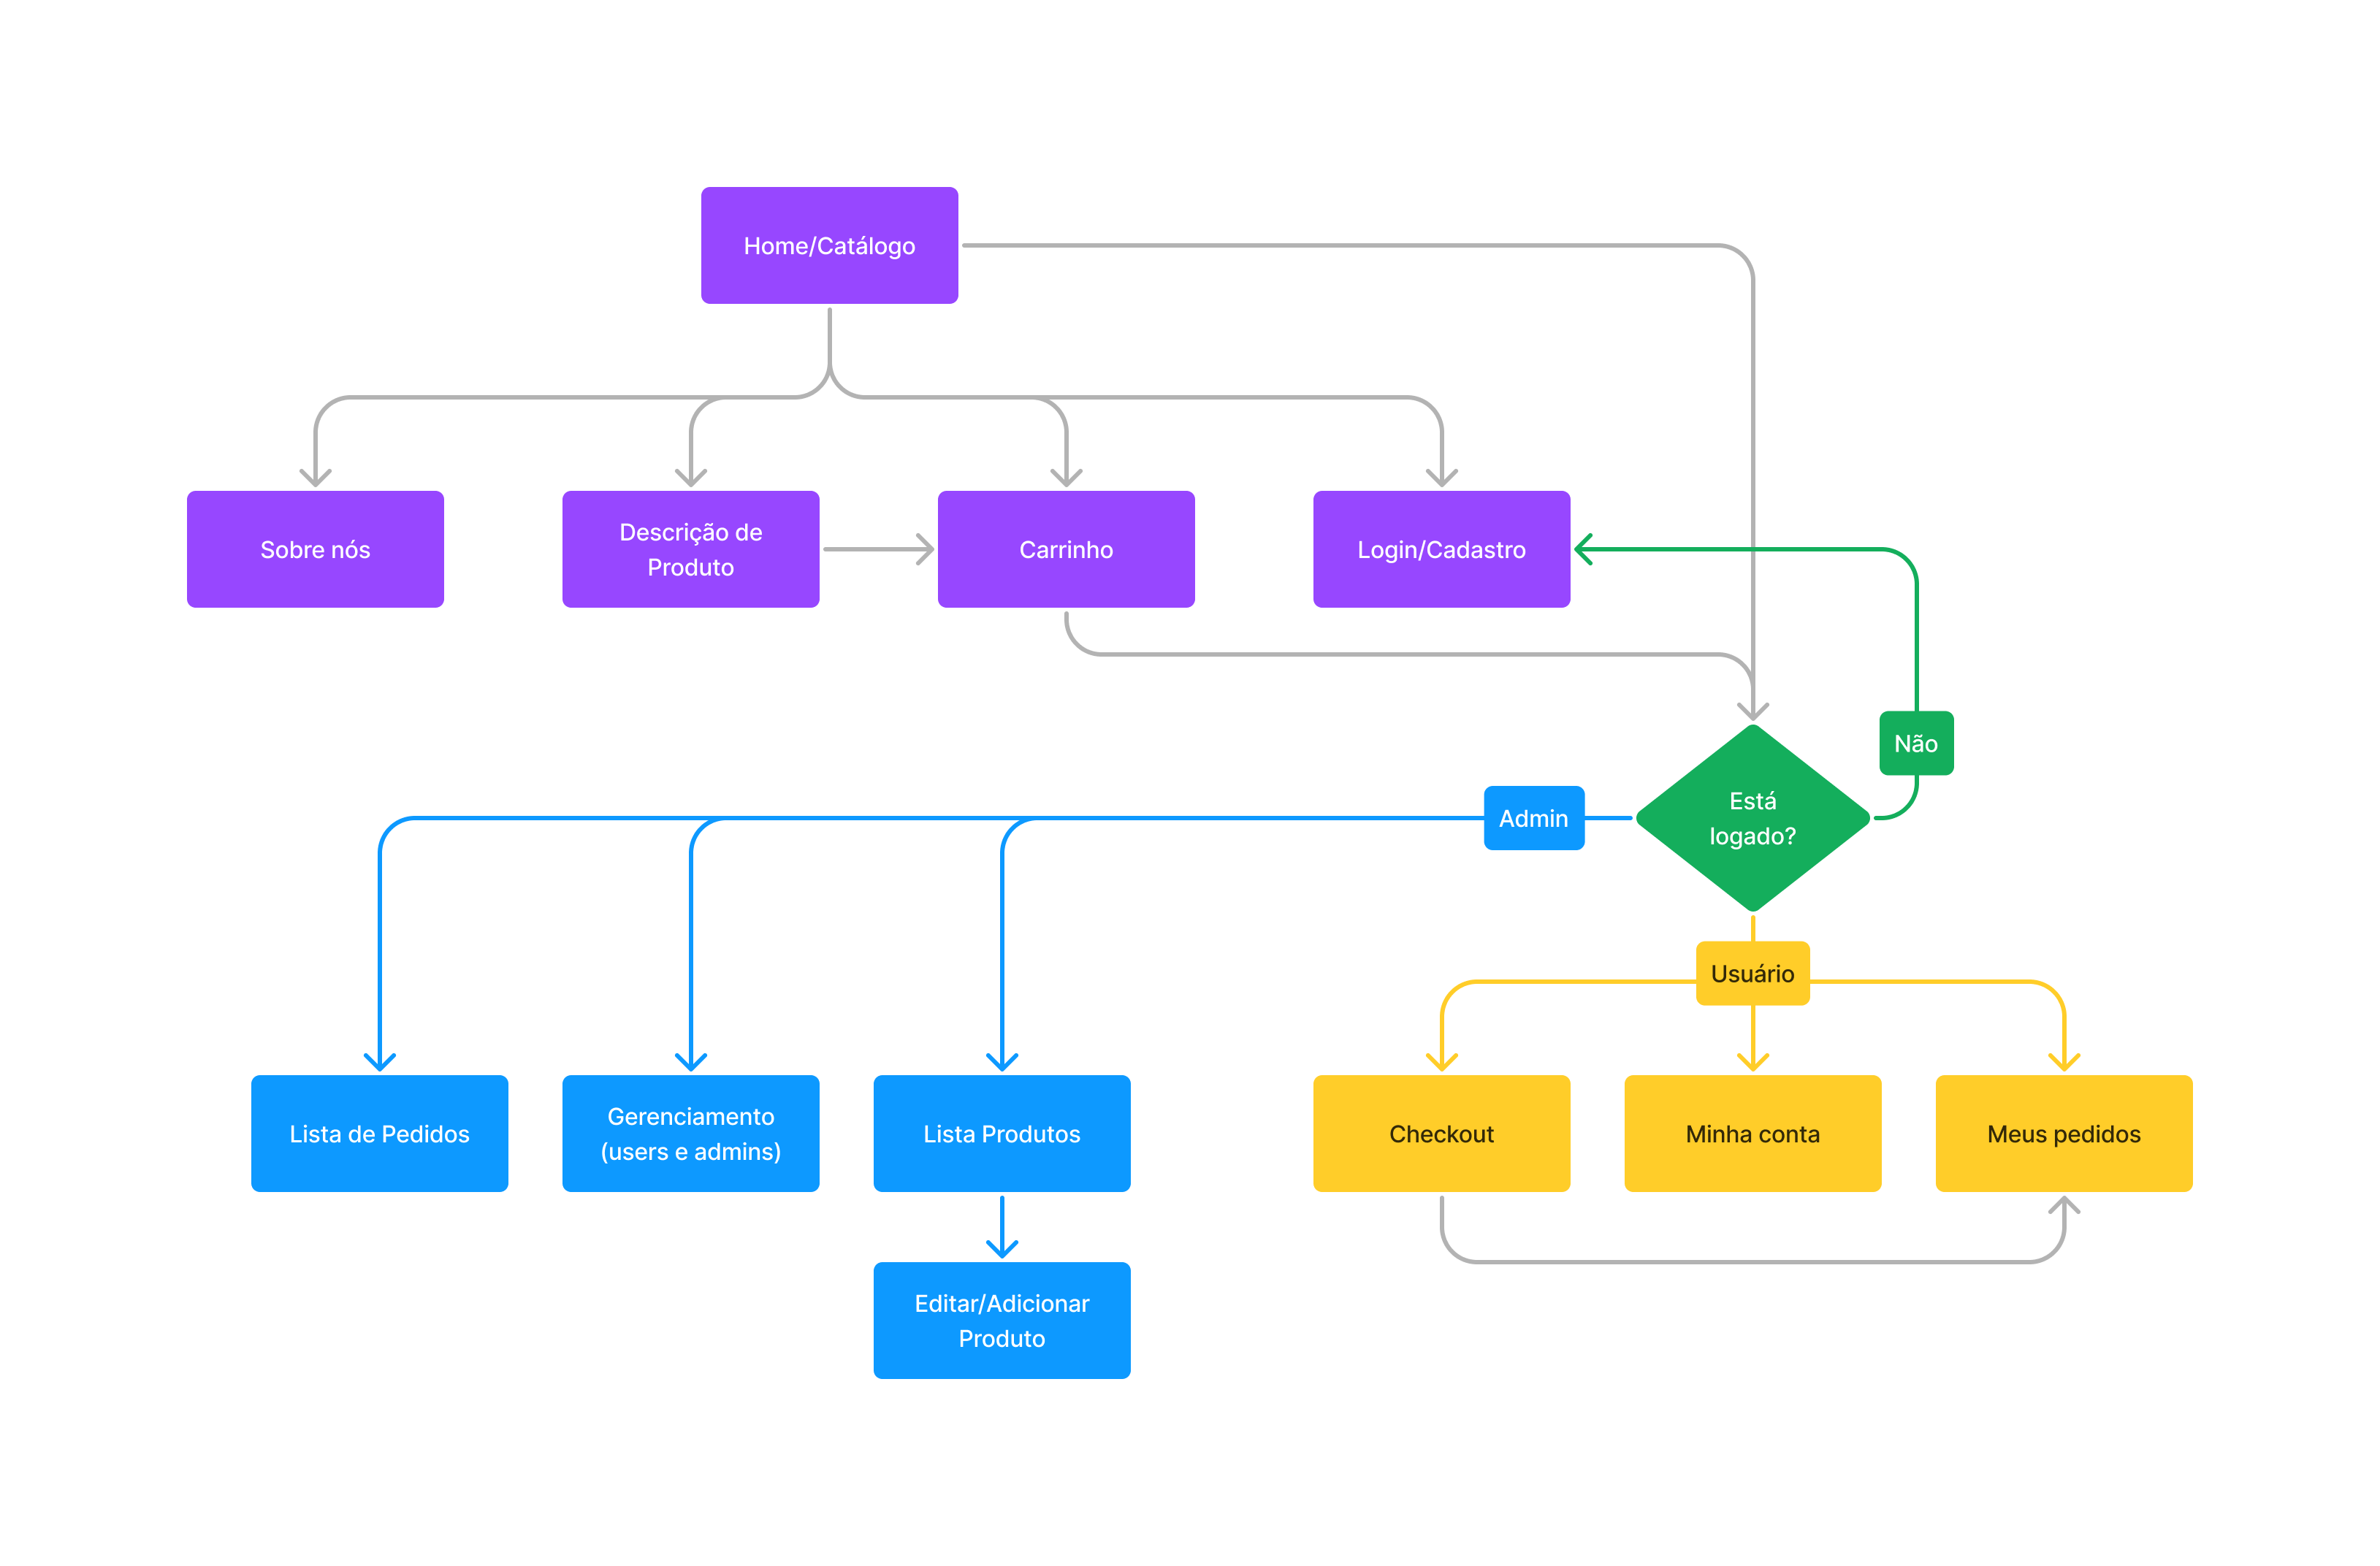 Home/Catálogo
Sobre nós
Descrição de
Produto
Carrinho
Login/Cadastro
Não
Está
logado?
Admin
Usuário
Lista de Pedidos
Gerenciamento
(users e admins)
Lista Produtos
Checkout
Minha conta
Meus pedidos
Editar/Adicionar
Produto